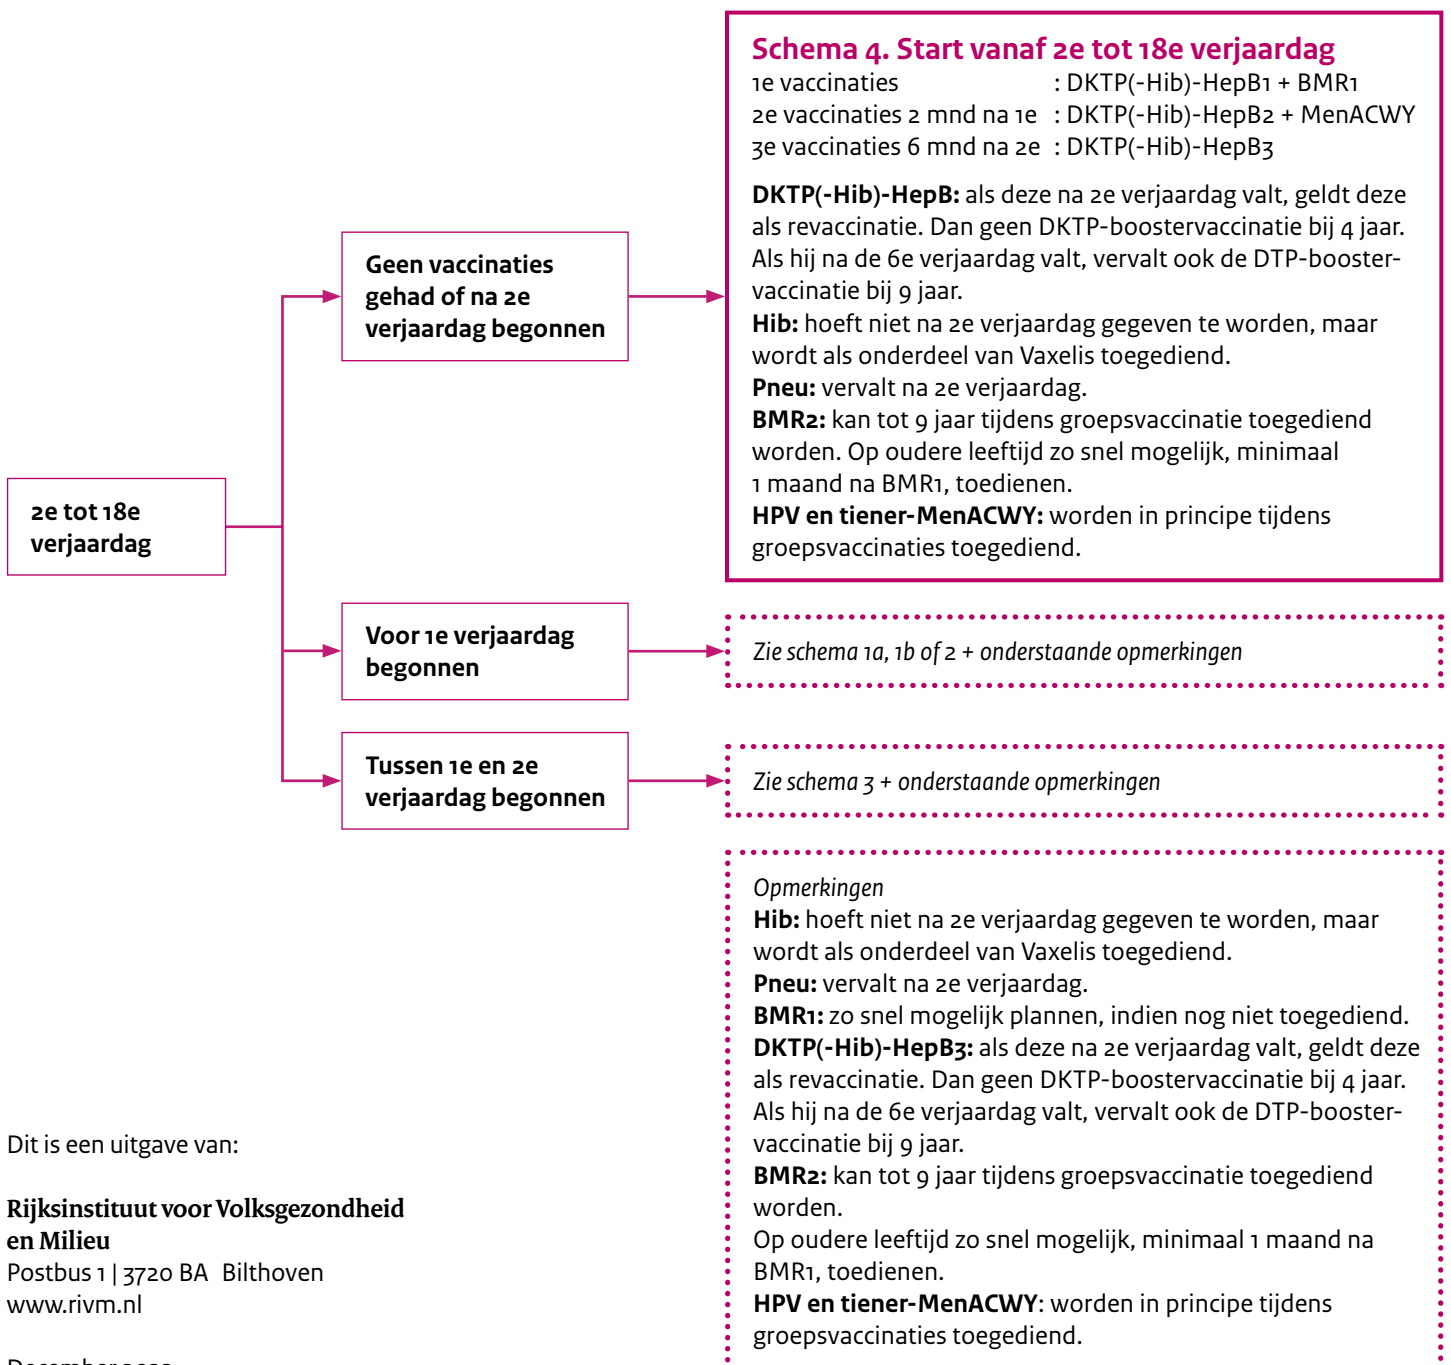 Schema 4. Start vanaf 2e tot 18e verjaardag
1e vaccinaties : DKTP(-Hib)-HepB1 + BMR1
2e vaccinaties 2 mnd na 1e : DKTP(-Hib)-HepB2 + MenACWY
3e vaccinaties 6 mnd na 2e : DKTP(-Hib)-HepB3
DKTP(-Hib)-HepB: als deze na 2e verjaardag valt, geldt deze
als revaccinatie. Dan geen DKTP-boostervaccinatie bij 4 jaar.
Als hij na de 6e verjaardag valt, vervalt ook de DTP-booster-
vaccinatie bij 9 jaar.
Hib: hoeft niet na 2e verjaardag gegeven te worden, maar
wordt als onderdeel van Vaxelis toegediend.
Pneu: vervalt na 2e verjaardag.
BMR2: kan tot 9 jaar tijdens groepsvaccinatie toegediend
worden. Op oudere leeftijd zo snel mogelijk, minimaal
1 maand na BMR1, toedienen.
HPV en tiener-MenACWY: worden in principe tijdens
groepsvaccinaties toegediend.
Geen vaccinaties
gehad of na 2e
verjaardag begonnen
2e tot 18e
verjaardag
Voor 1e verjaardag
begonnen
Zie schema 1a, 1b of 2 + onderstaande opmerkingen
Tussen 1e en 2e
verjaardag begonnen
Zie schema 3 + onderstaande opmerkingen
Opmerkingen
Hib: hoeft niet na 2e verjaardag gegeven te worden, maar
wordt als onderdeel van Vaxelis toegediend.
Pneu: vervalt na 2e verjaardag.
BMR1: zo snel mogelijk plannen, indien nog niet toegediend.
DKTP(-Hib)-HepB3: als deze na 2e verjaardag valt, geldt deze
als revaccinatie. Dan geen DKTP-boostervaccinatie bij 4 jaar.
Als hij na de 6e verjaardag valt, vervalt ook de DTP-booster-
vaccinatie bij 9 jaar.
BMR2: kan tot 9 jaar tijdens groepsvaccinatie toegediend
worden.
Op oudere leeftijd zo snel mogelijk, minimaal 1 maand na
BMR1, toedienen.
HPV en tiener-MenACWY: worden in principe tijdens
groepsvaccinaties toegediend.
Dit is een uitgave van:
Rijksinstituut voor Volksgezondheid
en Milieu
Postbus 1 | 3720 BA Bilthoven
www.rivm.nl
December